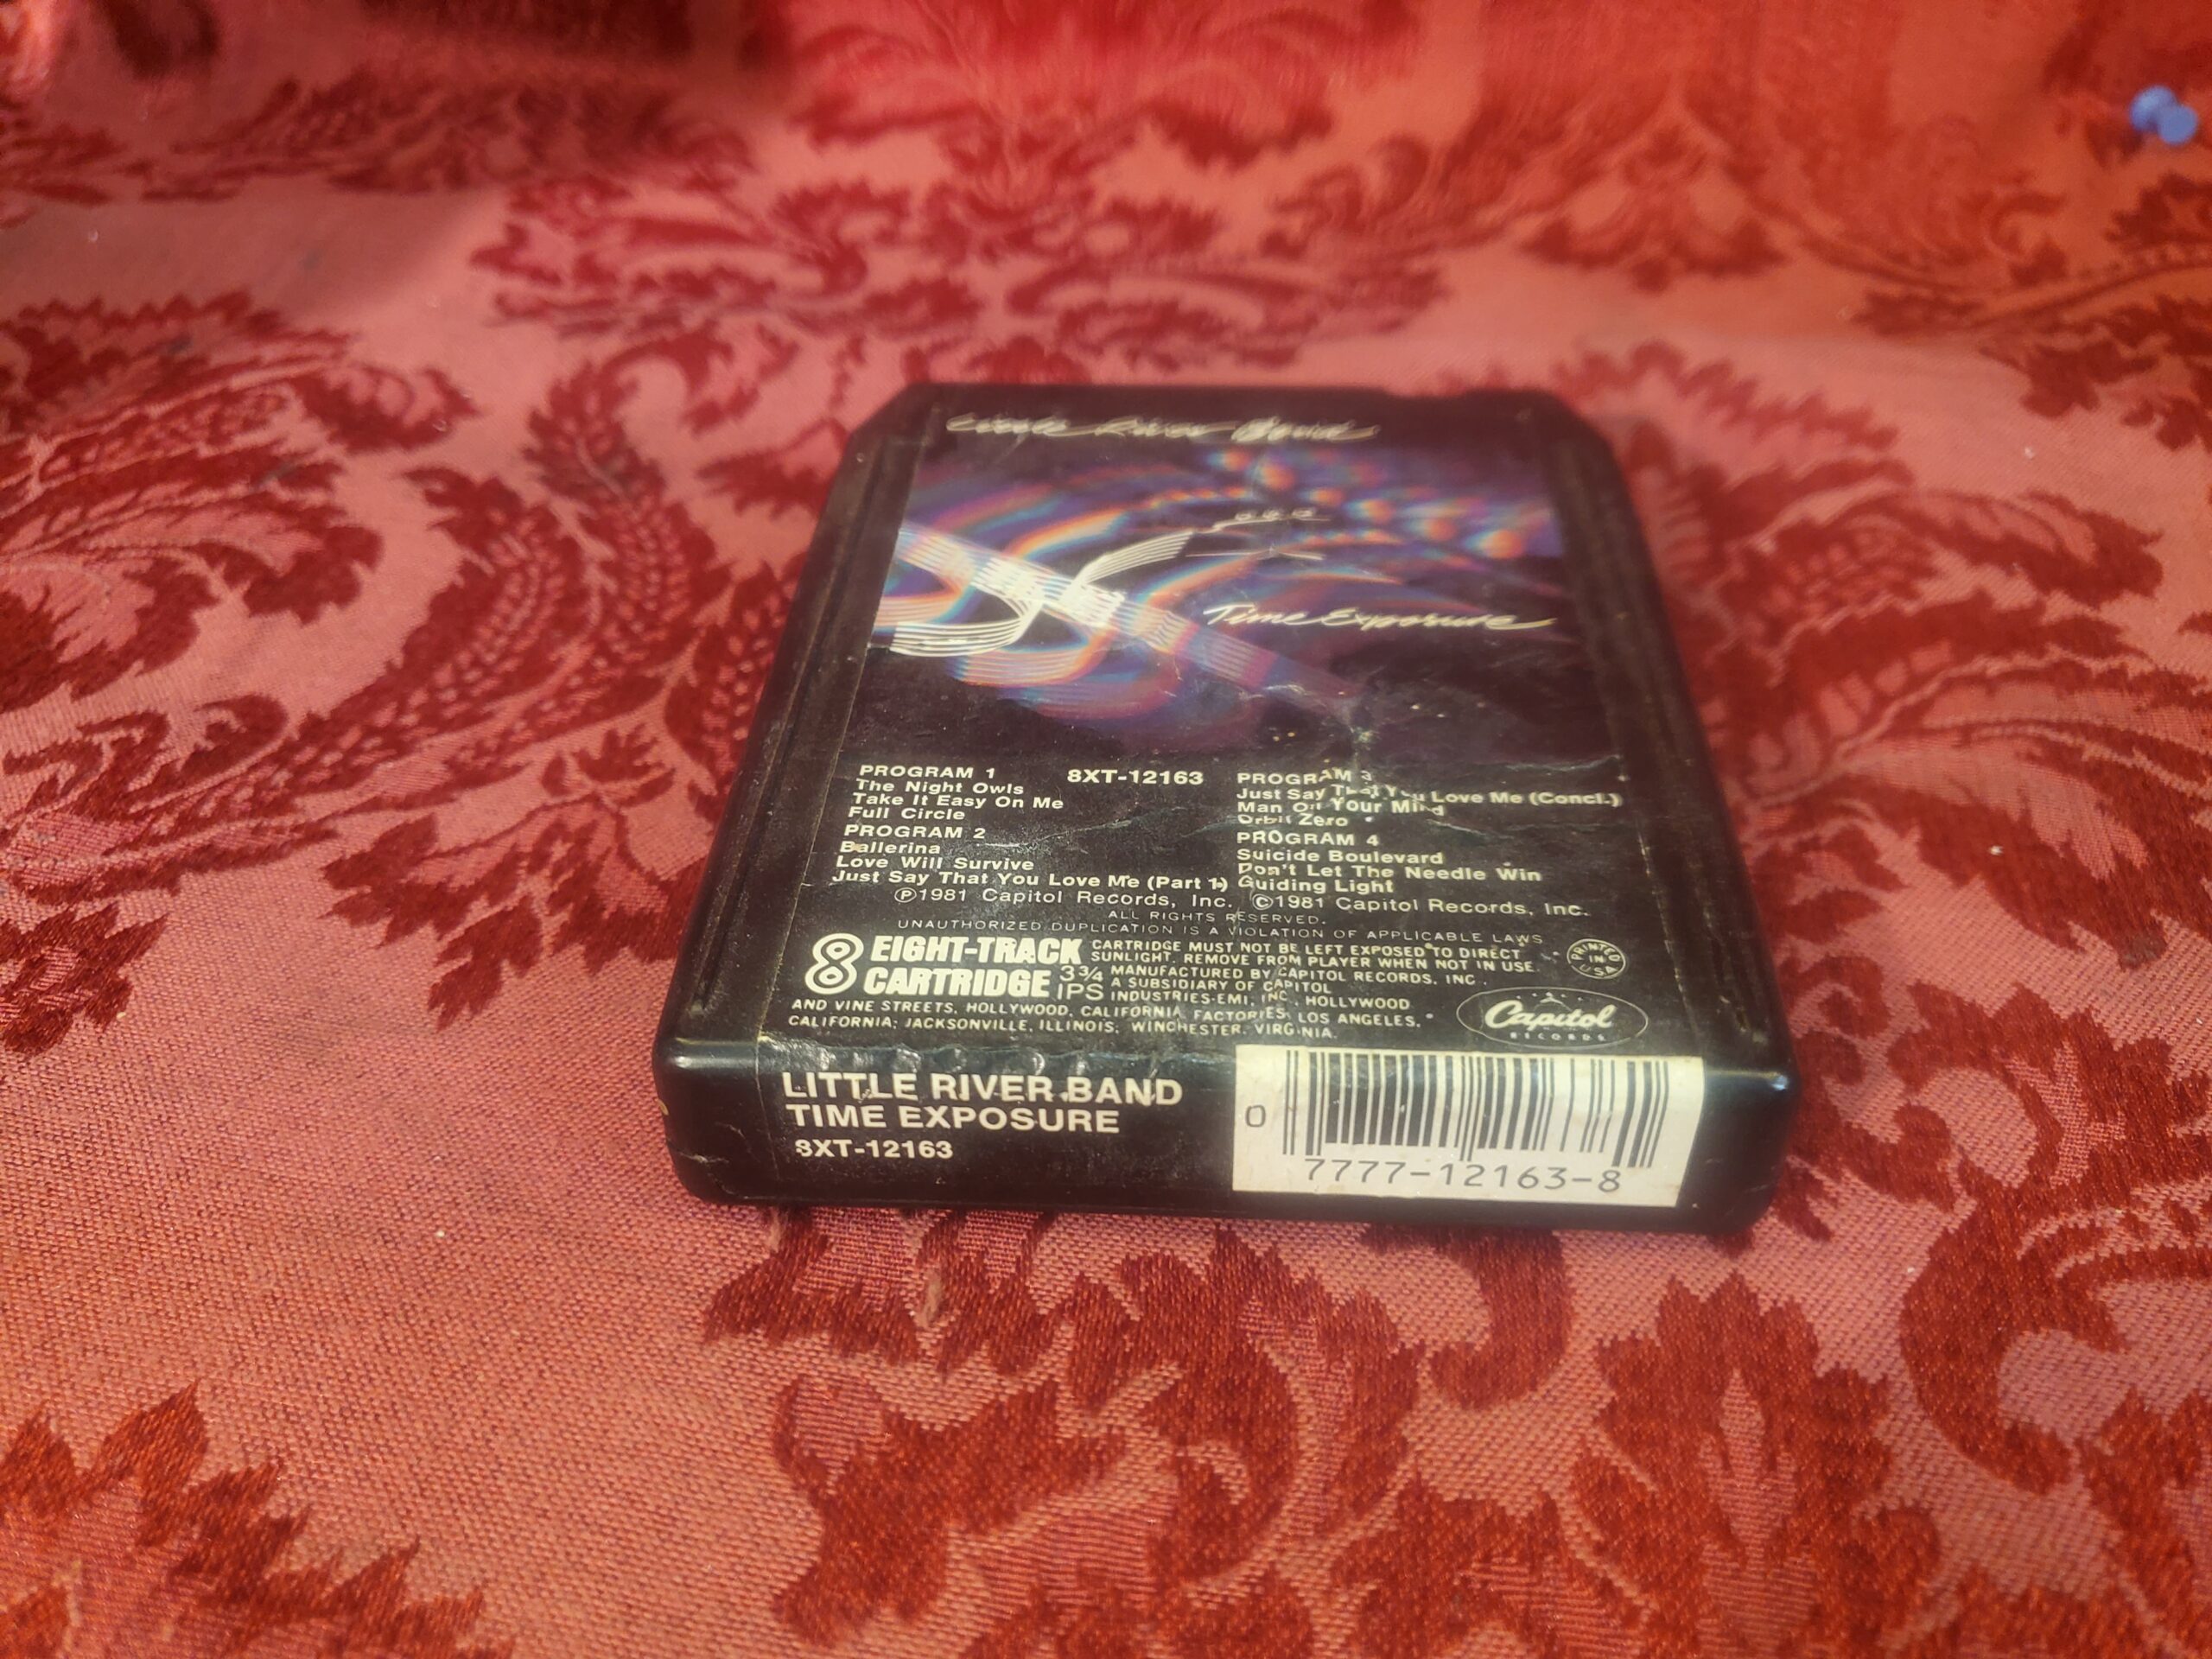 Little River Band
Time Exposure
PROGRAM 1 8XT-12163
The Night Owls
Take It Easy On Me
Full Circle
PROGRAM 2
Ballerina
Love Will Survive
Just Say That You Love Me (Part 1)
PROGRAM 3
Just Say That You Love Me (Concl.)
Man On Your Mind
Orbit Zero
PROGRAM 4
Suicide Boulevard
Don't Let The Needle Win
Guiding Light
Ⓟ1981 Capitol Records, Inc. ©1981 Capitol Records, Inc.
ALL RIGHTS RESERVED.
UNAUTHORIZED DUPLICATION IS A VIOLATION OF APPLICABLE LAWS
8 EIGHT-TRACK
CARTRIDGE 3 3/4 IPS
CARTRIDGE MUST NOT BE LEFT EXPOSED TO DIRECT
SUNLIGHT. REMOVE FROM PLAYER WHEN NOT IN USE.
MANUFACTURED BY CAPITOL RECORDS, INC.
A SUBSIDIARY OF CAPITOL
INDUSTRIES-EMI, INC., HOLLYWOOD
AND VINE STREETS, HOLLYWOOD, CALIFORNIA. FACTORIES: LOS ANGELES,
CALIFORNIA; JACKSONVILLE, ILLINOIS; WINCHESTER, VIRGINIA.
PRINTED IN U.S.A.
Capitol
RECORDS
LITTLE RIVER BAND
TIME EXPOSURE
8XT-12163
0 7777-12163-8